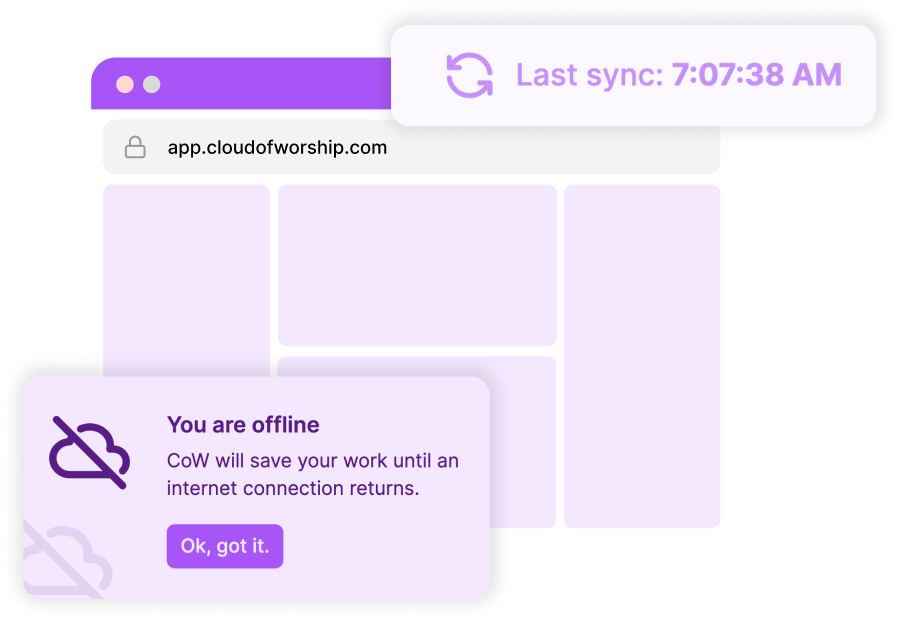 Last sync: 7:07:38 AM
app.cloudofworship.com
You are offline
CoW will save your work until an
internet connection returns.
Ok, got it.